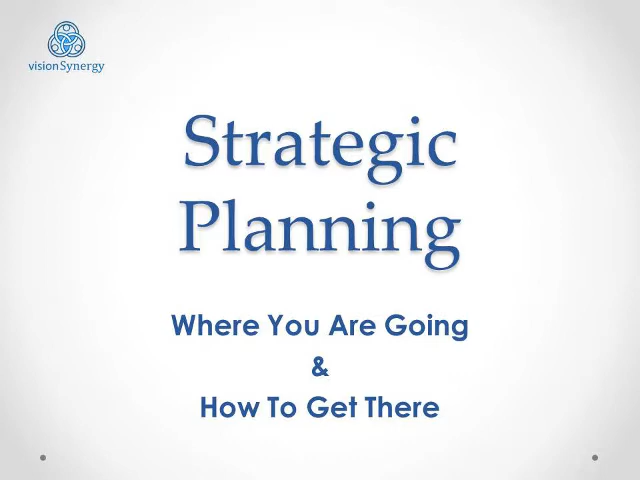 visionSynergy
Strategic
Planning
Where You Are Going
&
How To Get There